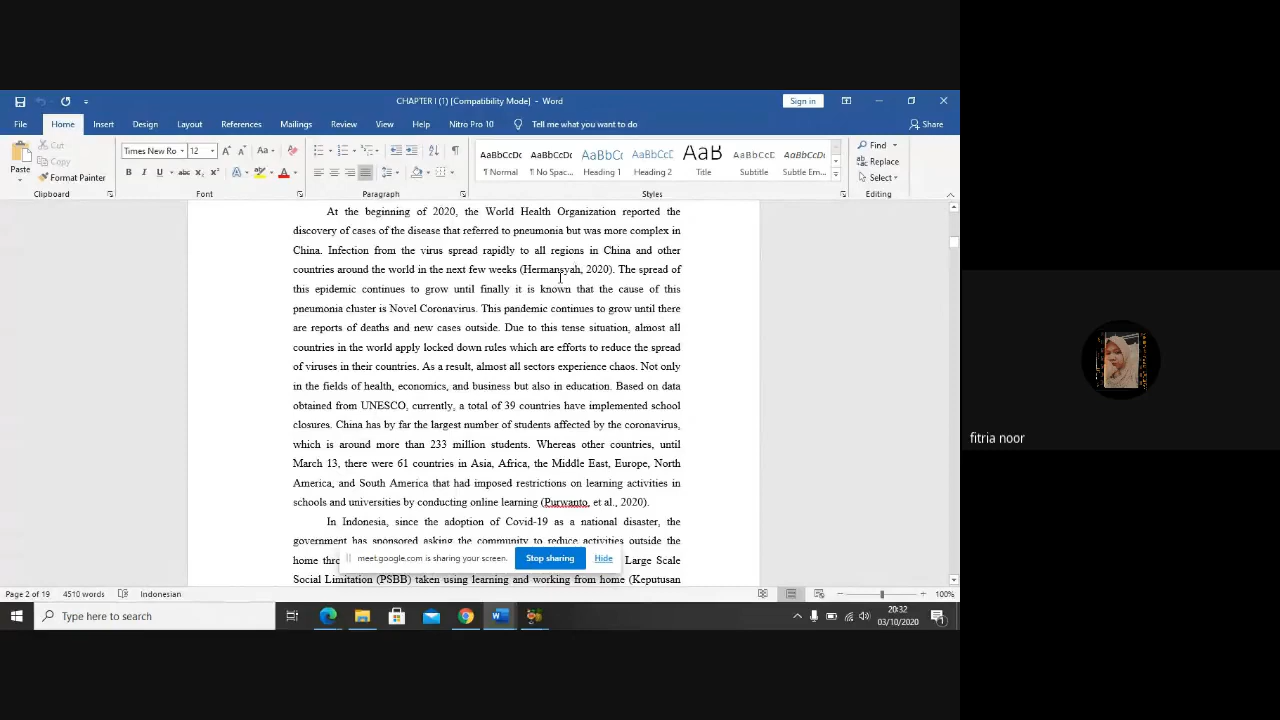 CHAPTER I (1) [Compatibility Mode] - Word
Sign in
File Home Insert Design Layout References Mailings Review View Help Nitro Pro 10 Tell me what you want to do Share
Paste
Cut
Copy
Format Painter
Clipboard
Times New Ro 12
Font
Paragraph
AaBbCcDc AaBbCcDc AaBbCc AaBbCcC AaB AaBbCcC AaBbCcDc
¶ Normal ¶ No Spac... Heading 1 Heading 2 Title Subtitle Subtle Em...
Styles
Find
Replace
Select
Editing
At the beginning of 2020, the World Health Organization reported the
discovery of cases of the disease that referred to pneumonia but was more complex in
China. Infection from the virus spread rapidly to all regions in China and other
countries around the world in the next few weeks (Hermansyah, 2020). The spread of
this epidemic continues to grow until finally it is known that the cause of this
pneumonia cluster is Novel Coronavirus. This pandemic continues to grow until there
are reports of deaths and new cases outside. Due to this tense situation, almost all
countries in the world apply locked down rules which are efforts to reduce the spread
of viruses in their countries. As a result, almost all sectors experience chaos. Not only
in the fields of health, economics, and business but also in education. Based on data
obtained from UNESCO, currently, a total of 39 countries have implemented school
closures. China has by far the largest number of students affected by the coronavirus,
which is around more than 233 million students. Whereas other countries, until
March 13, there were 61 countries in Asia, Africa, the Middle East, Europe, North
America, and South America that had imposed restrictions on learning activities in
schools and universities by conducting online learning (Purwanto, et al., 2020).
In Indonesia, since the adoption of Covid-19 as a national disaster, the
government has sponsored asking the community to reduce activities outside the
home Large Scale
Social Limitation (PSBB) taken using learning and working from home (Keputusan
meet.google.com is sharing your screen. Stop sharing Hide
Page 2 of 19 4510 words Indonesian 100%
Type here to search
20:32
03/10/2020
fitria noor